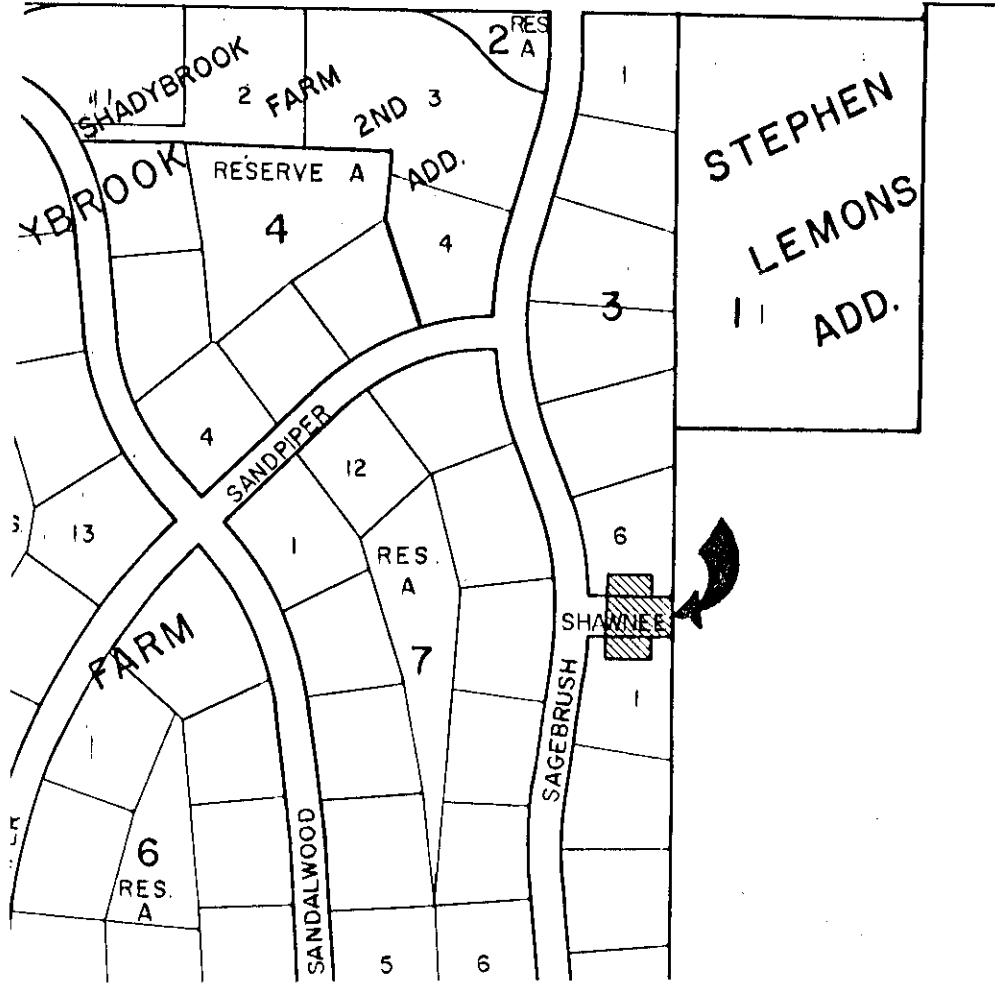 2 RES A
1
SHADYBROOK FARM 2ND ADD.
2
3
STEPHEN LEMONS ADD.
YBROOK
RESERVE A
4
4
3
1
4
SANDPIPER
12
S.
13
1
RES. A
6
SHAWNEE
FARM
7
1
1
SAGEBRUSH
6
RES. A
SANDALWOOD
5
6